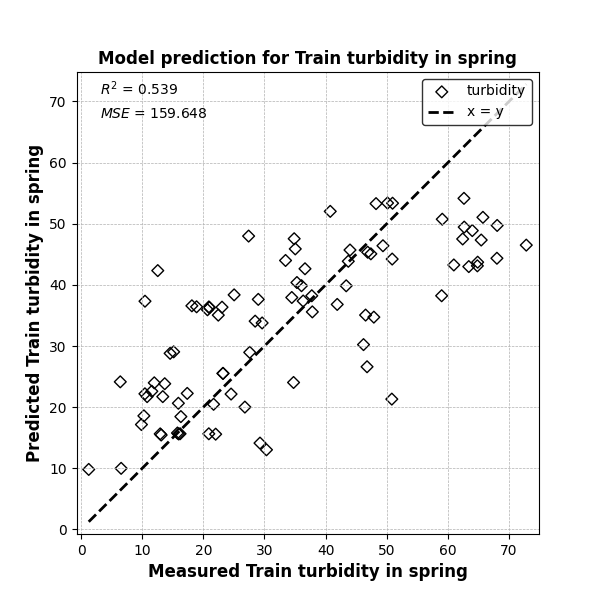 Model prediction for Train turbidity in spring
R² = 0.539
MSE = 159.648
turbidity
x = y
Predicted Train turbidity in spring
70
60
50
40
30
20
10
0
0 10 20 30 40 50 60 70
Measured Train turbidity in spring